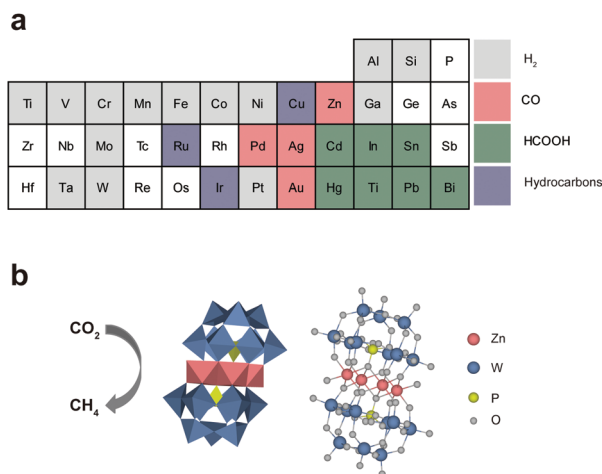 a
Al Si P H₂
Ti V Cr Mn Fe Co Ni Cu Zn Ga Ge As CO
Zr Nb Mo Tc Ru Rh Pd Ag Cd In Sn Sb HCOOH
Hf Ta W Re Os Ir Pt Au Hg Ti Pb Bi Hydrocarbons
b
CO₂
CH₄
Zn
W
P
O